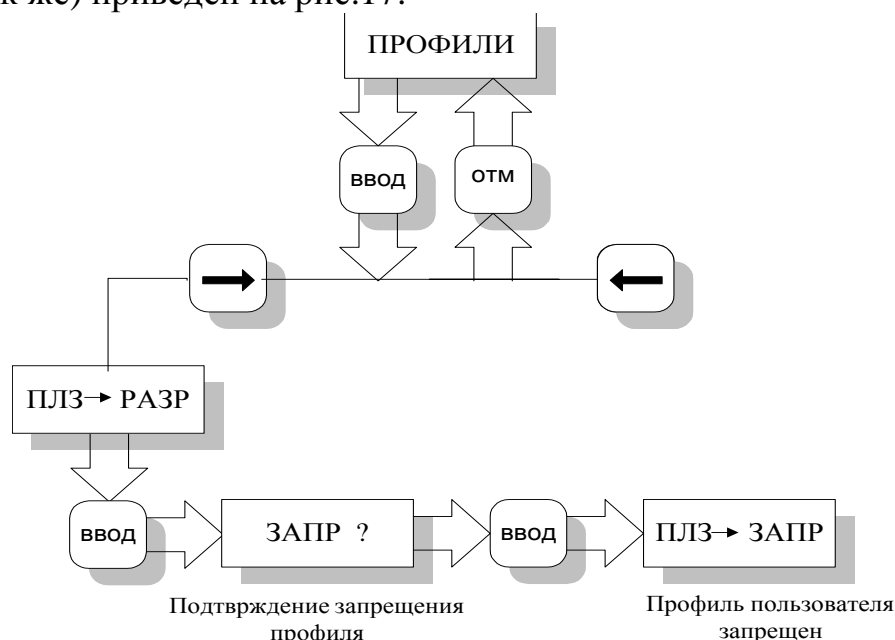 к же) приведен на рис.17.
ПРОФИЛИ
ВВОД
ОТМ
ПЛЗ→ РАЗР
ВВОД
ЗАПР ?
ВВОД
ПЛЗ→ ЗАПР
Подтврждение запрещения
профиля
Профиль пользователя
запрещен